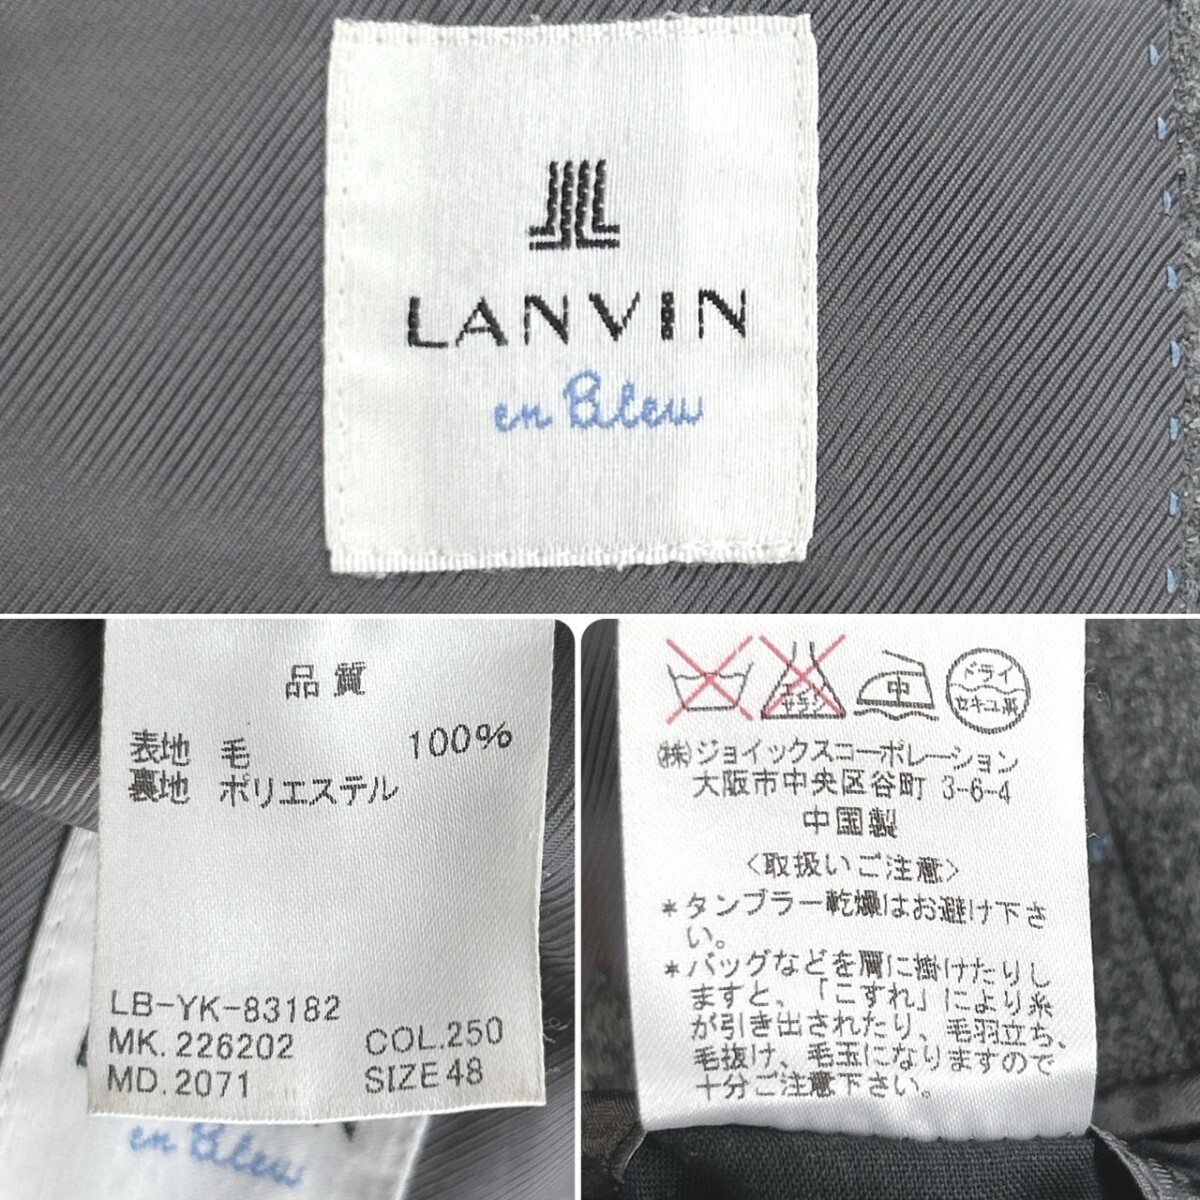 LANVIN
en Bleu
品質
表地 毛 100%
裏地 ポリエステル
LB-YK-83182
MK. 226202 COL.250
MD. 2071 SIZE 48
en Bleu
サラシ 中 ドライ
セキユ系
(株)ジョイックスコーポレーション
大阪市中央区谷町 3-6-4
中国製
〈取扱いご注意〉
*タンブラー乾燥はお避け下さ
い。
*バッグなどを肩に掛けたりし
ますと、「こすれ」により糸
が引き出されたり、毛羽立ち、
毛抜け、毛玉になりますので
十分ご注意下さい。